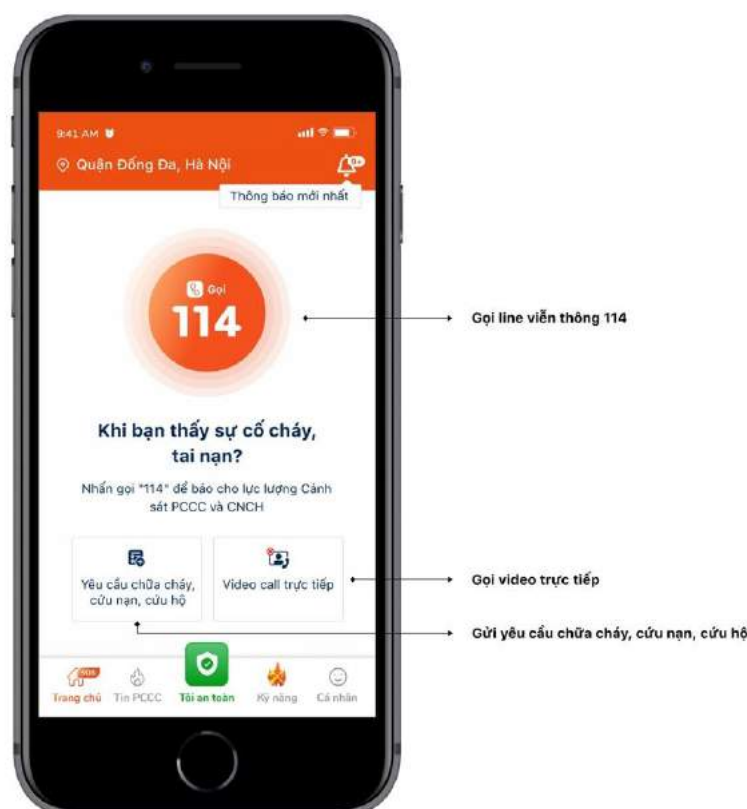 9:41 AM
Quận Đống Đa, Hà Nội
9+
Thông báo mới nhất
Gọi
114
Gọi line viễn thông 114
Khi bạn thấy sự cố cháy,
tai nạn?
Nhấn gọi "114" để báo cho lực lượng Cảnh
sát PCCC và CNCH
Yêu cầu chữa cháy,
cứu nạn, cứu hộ
Video call trực tiếp
Gọi video trực tiếp
Gửi yêu cầu chữa cháy, cứu nạn, cứu hộ
SOS
Trang chủ
Tin PCCC
Tôi an toàn
Kỹ năng
Cá nhân